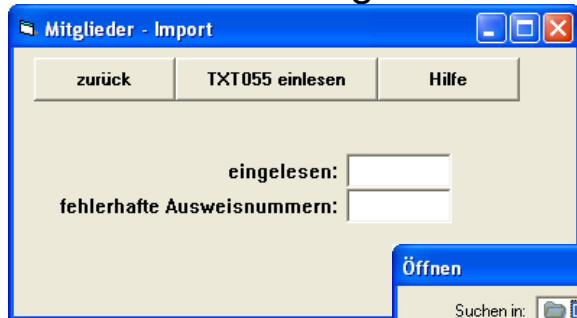 Mitglieder - Import
zurück TXT055 einlesen Hilfe
eingelesen:
fehlerhafte Ausweisnummern:
Öffnen
Suchen in: